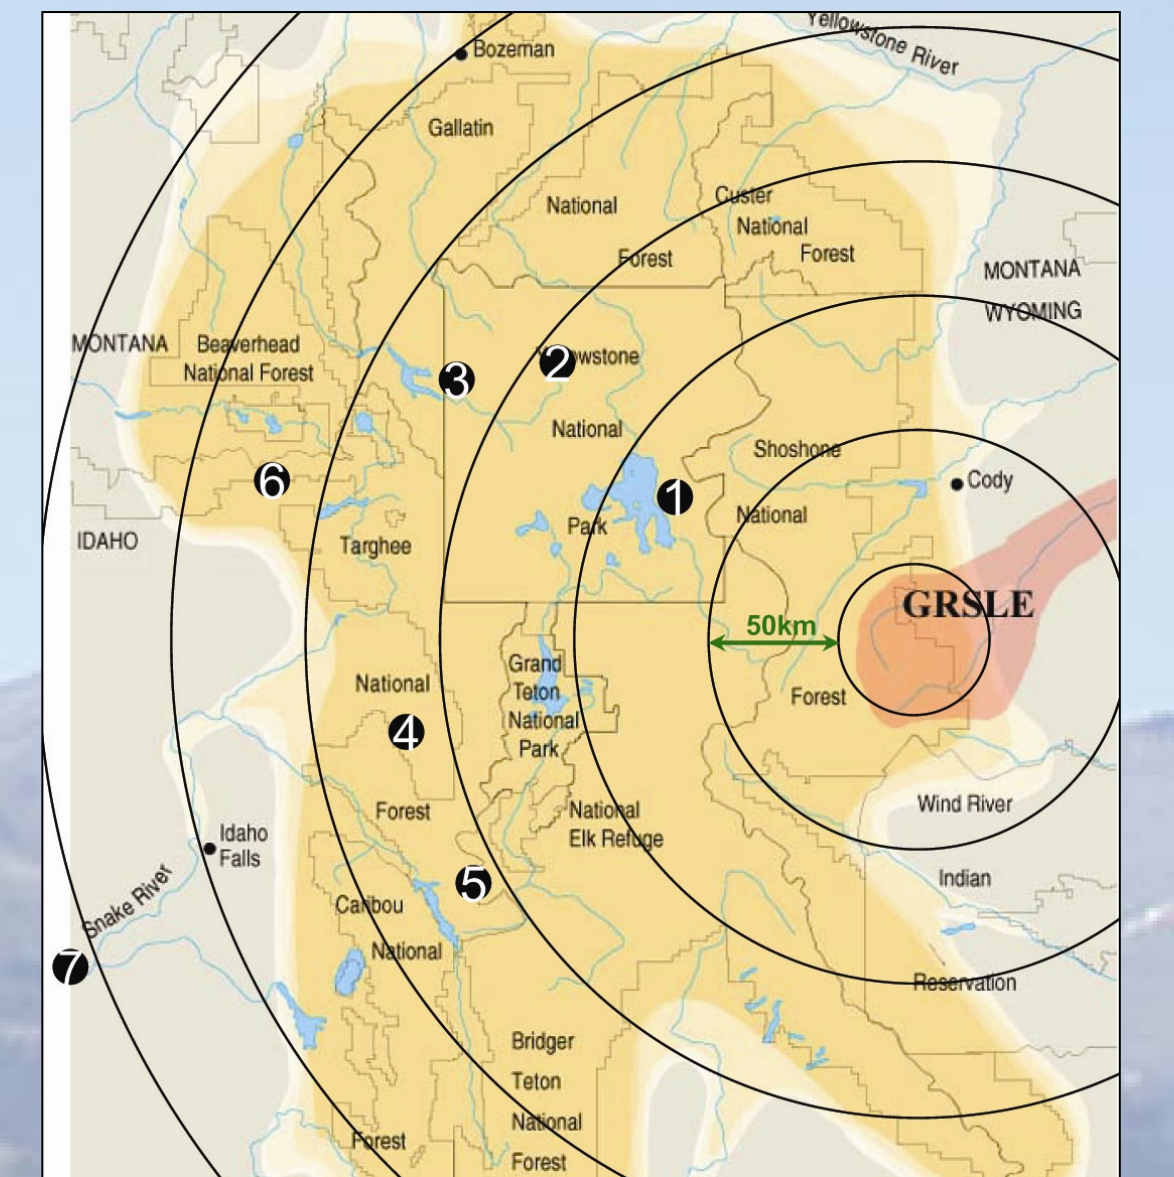 Yellowstone River
Bozeman
Gallatin
National
Forest
Custer
National
Forest
MONTANA
WYOMING
MONTANA
Beaverhead
National Forest
2
Yellowstone
3
National
Shoshone
6
1
Cody
Park
National
IDAHO
Targhee
GRSLE
50km
Grand
Teton
National
Park
National
Forest
4
Forest
National
Elk Refuge
Wind River
Idaho
Falls
5
Indian
Snake River
Caribou
National
7
Reservation
Bridger
Teton
National
Forest
Forest